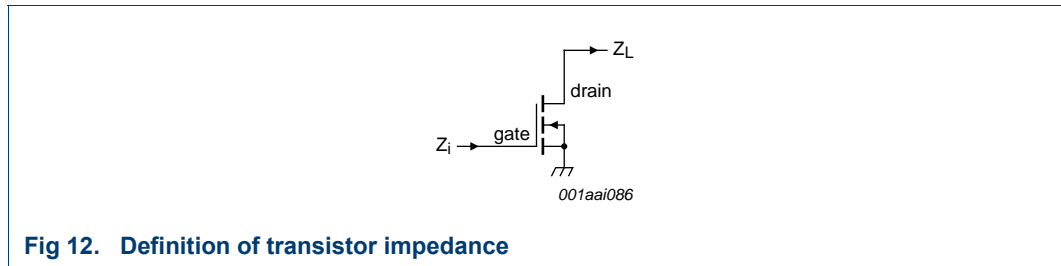 Z_L
drain
gate
Z_i
001aai086
Fig 12. Definition of transistor impedance